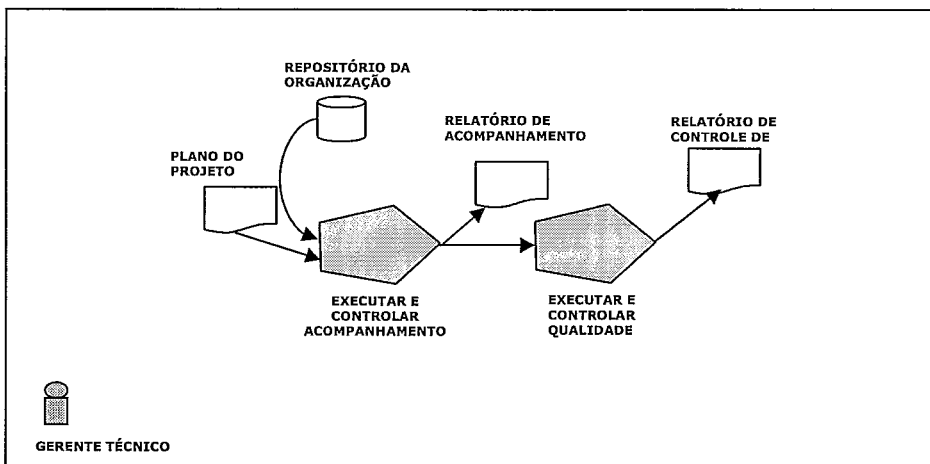 REPOSITÓRIO DA
ORGANIZAÇÃO
RELATÓRIO DE
ACOMPANHAMENTO
RELATÓRIO DE
CONTROLE DE
PLANO DO
PROJETO
EXECUTAR E
CONTROLAR
ACOMPANHAMENTO
EXECUTAR E
CONTROLAR
QUALIDADE
GERENTE TÉCNICO